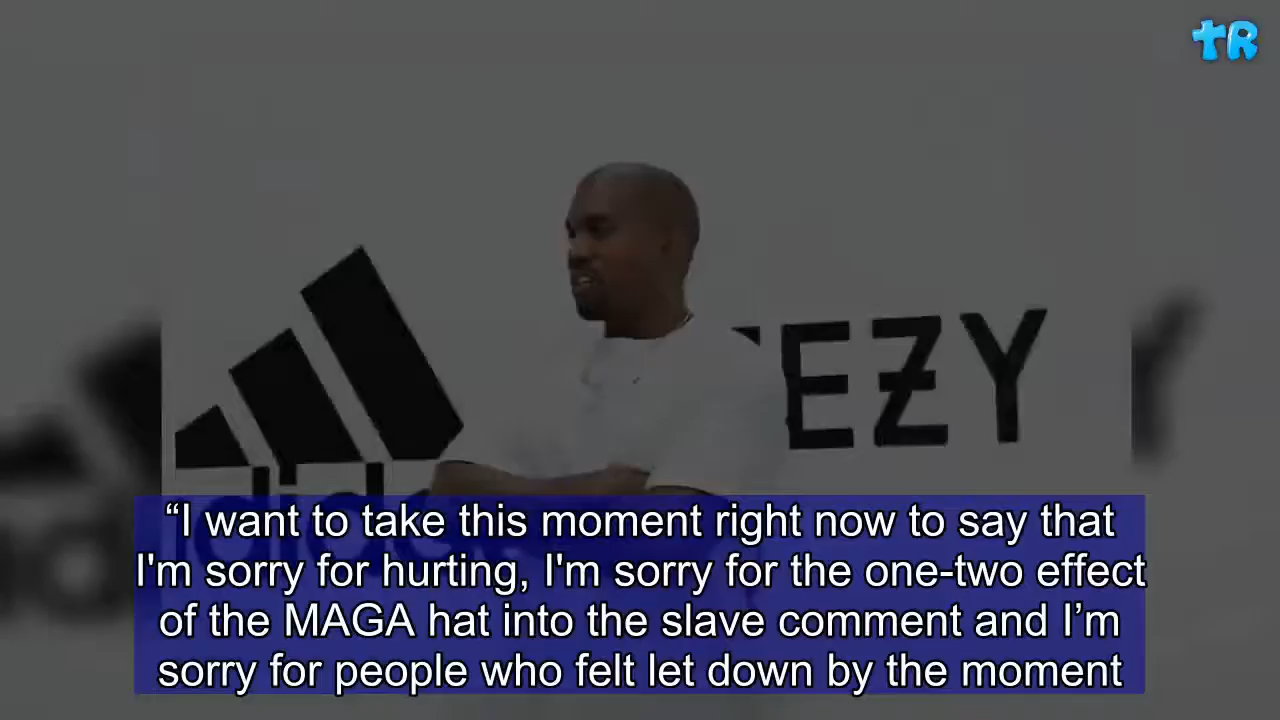 TR
EEZY
adidas
“I want to take this moment right now to say that
I'm sorry for hurting, I'm sorry for the one-two effect
of the MAGA hat into the slave comment and I’m
sorry for people who felt let down by the moment